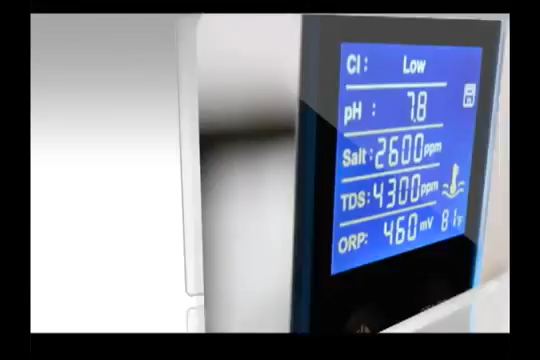 Cl : Low
pH : 7.8
Salt : 2600 ppm
TDS: 4300 ppm
ORP: 460 mV 81 °F